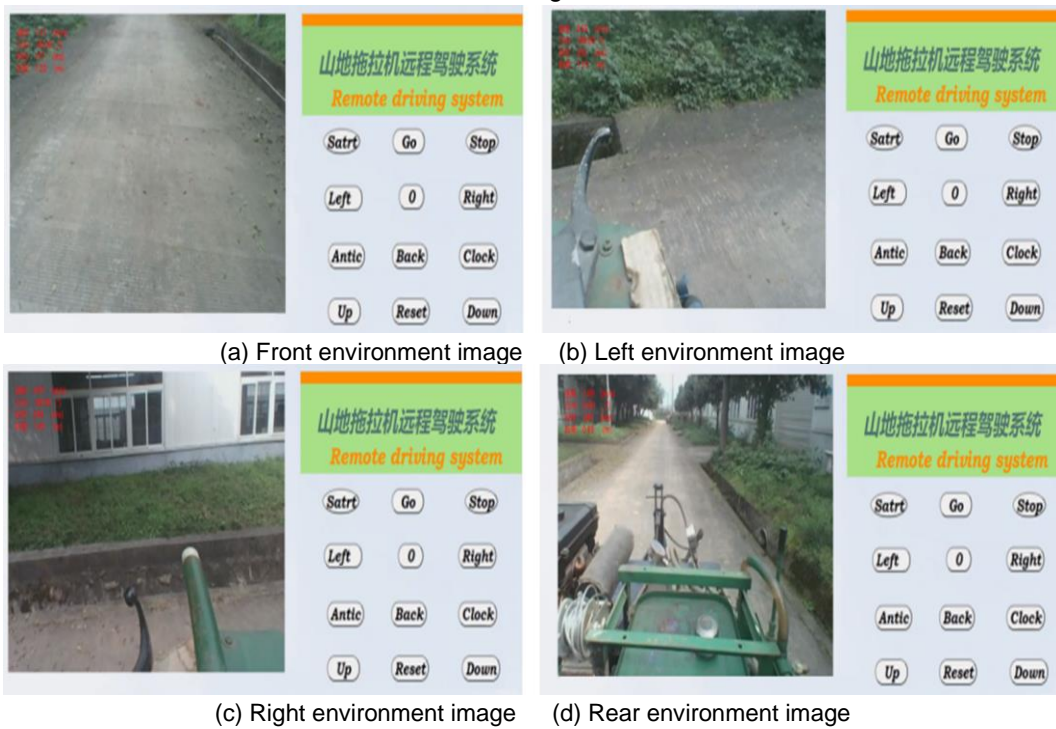 山地拖拉机远程驾驶系统
Remote driving system
Satrt Go Stop
Left 0 Right
Antic Back Clock
Up Reset Down
山地拖拉机远程驾驶系统
Remote driving system
Satrt Go Stop
Left 0 Right
Antic Back Clock
Up Reset Down
(a) Front environment image (b) Left environment image
山地拖拉机远程驾驶系统
Remote driving system
Satrt Go Stop
Left 0 Right
Antic Back Clock
Up Reset Down
山地拖拉机远程驾驶系统
Remote driving system
Satrt Go Stop
Left 0 Right
Antic Back Clock
Up Reset Down
(c) Right environment image (d) Rear environment image